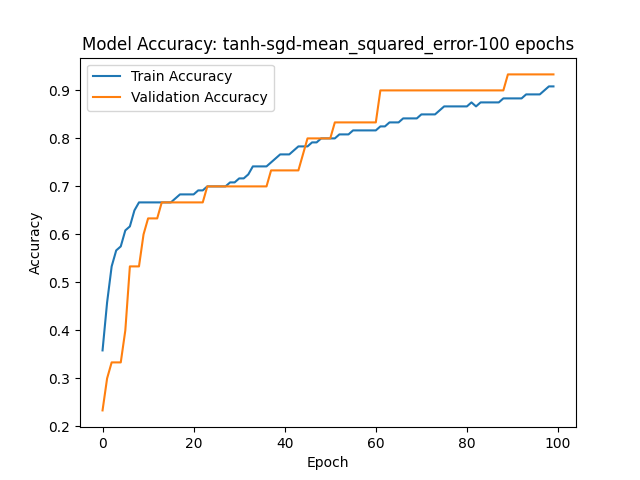 Model Accuracy: tanh-sgd-mean_squared_error-100 epochs
Train Accuracy
Validation Accuracy
0.9
0.8
0.7
0.6
0.5
0.4
0.3
0.2
Accuracy
0 20 40 60 80 100
Epoch